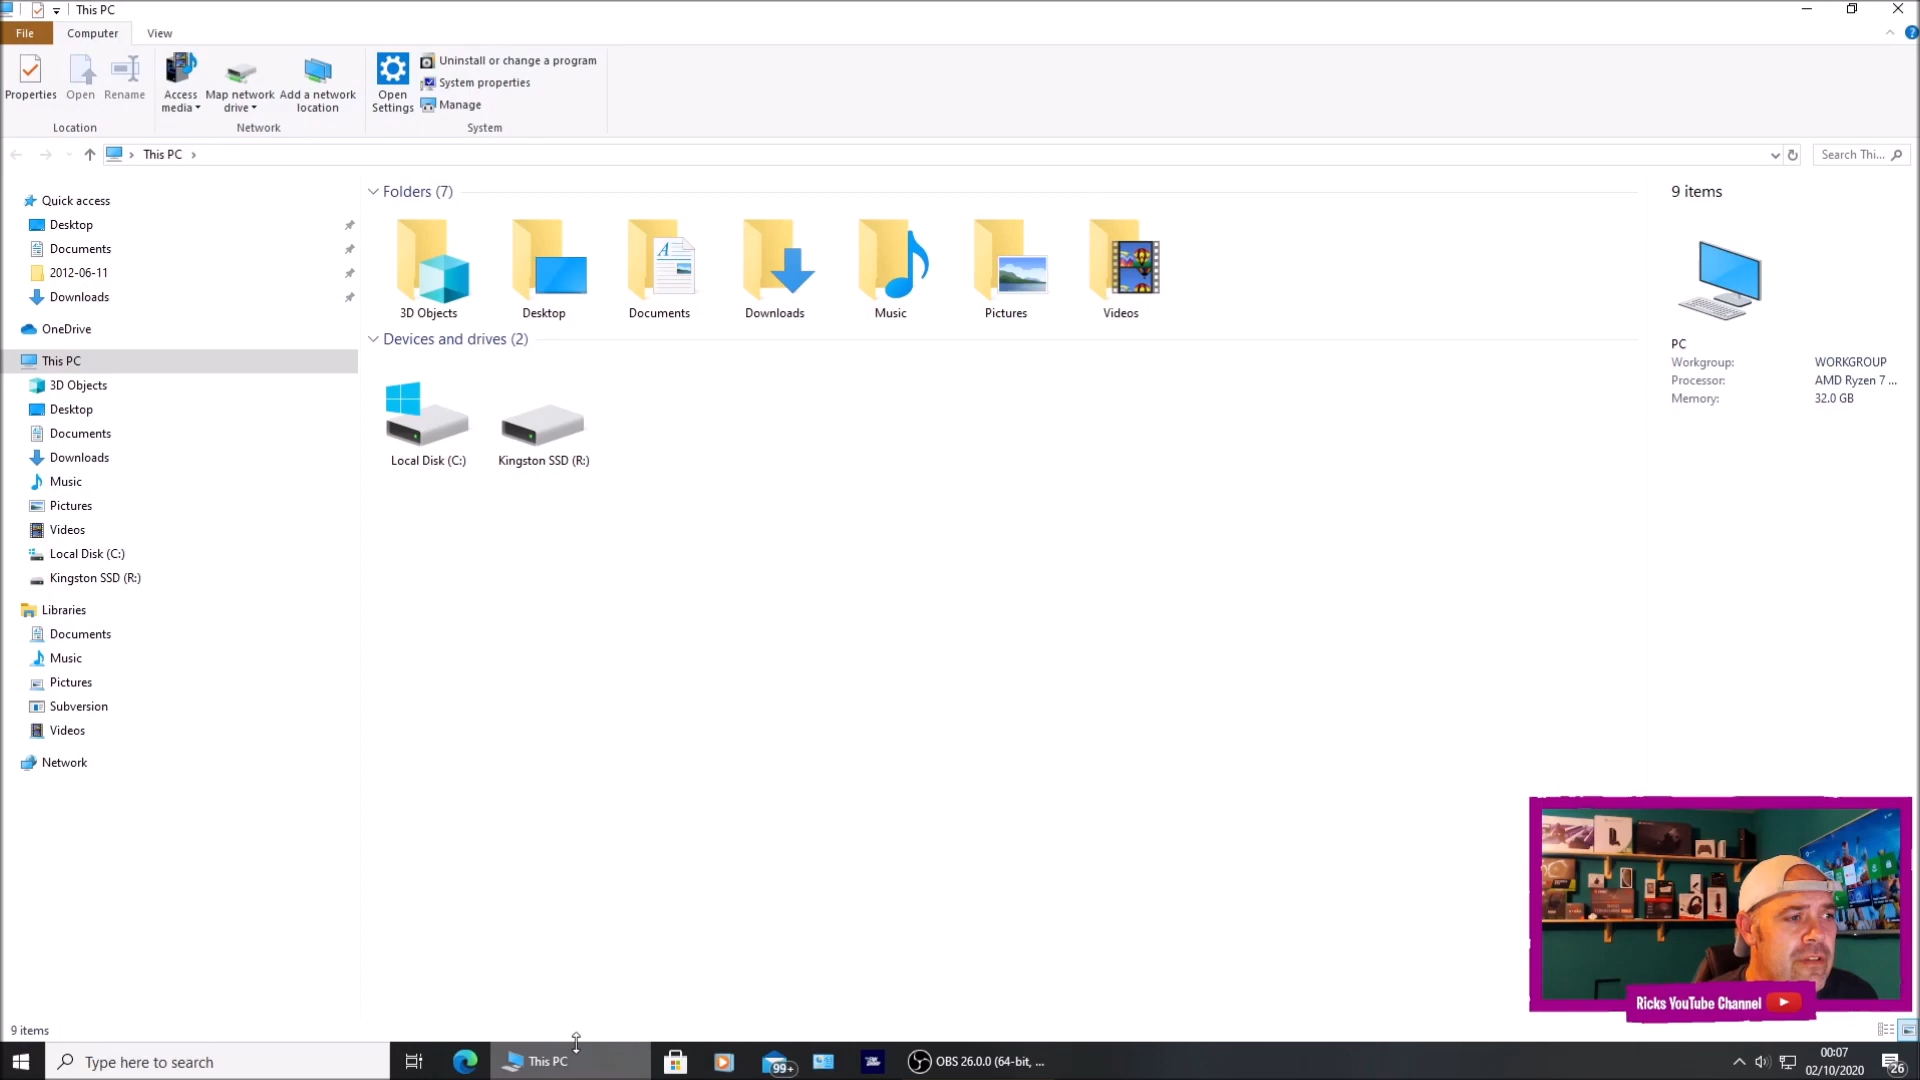 This PC
File
Computer
View
Properties
Open
Rename
Location
Access media
Map network drive
Add a network location
Network
Open Settings
Uninstall or change a program
System properties
Manage
System
This PC
Search Thi...
Quick access
Desktop
Documents
2012-06-11
Downloads
OneDrive
This PC
3D Objects
Desktop
Documents
Downloads
Music
Pictures
Videos
Local Disk (C:)
Kingston SSD (R:)
Libraries
Documents
Music
Pictures
Subversion
Videos
Network
Folders (7)
3D Objects
Desktop
Documents
Downloads
Music
Pictures
Videos
Devices and drives (2)
Local Disk (C:)
Kingston SSD (R:)
9 items
PC
Workgroup: WORKGROUP
Processor: AMD Ryzen 7 ...
Memory: 32.0 GB
Ricks YouTube Channel
9 items
Type here to search
This PC
99+
OBS 26.0.0 (64-bit, ...
00:07
02/10/2020
26